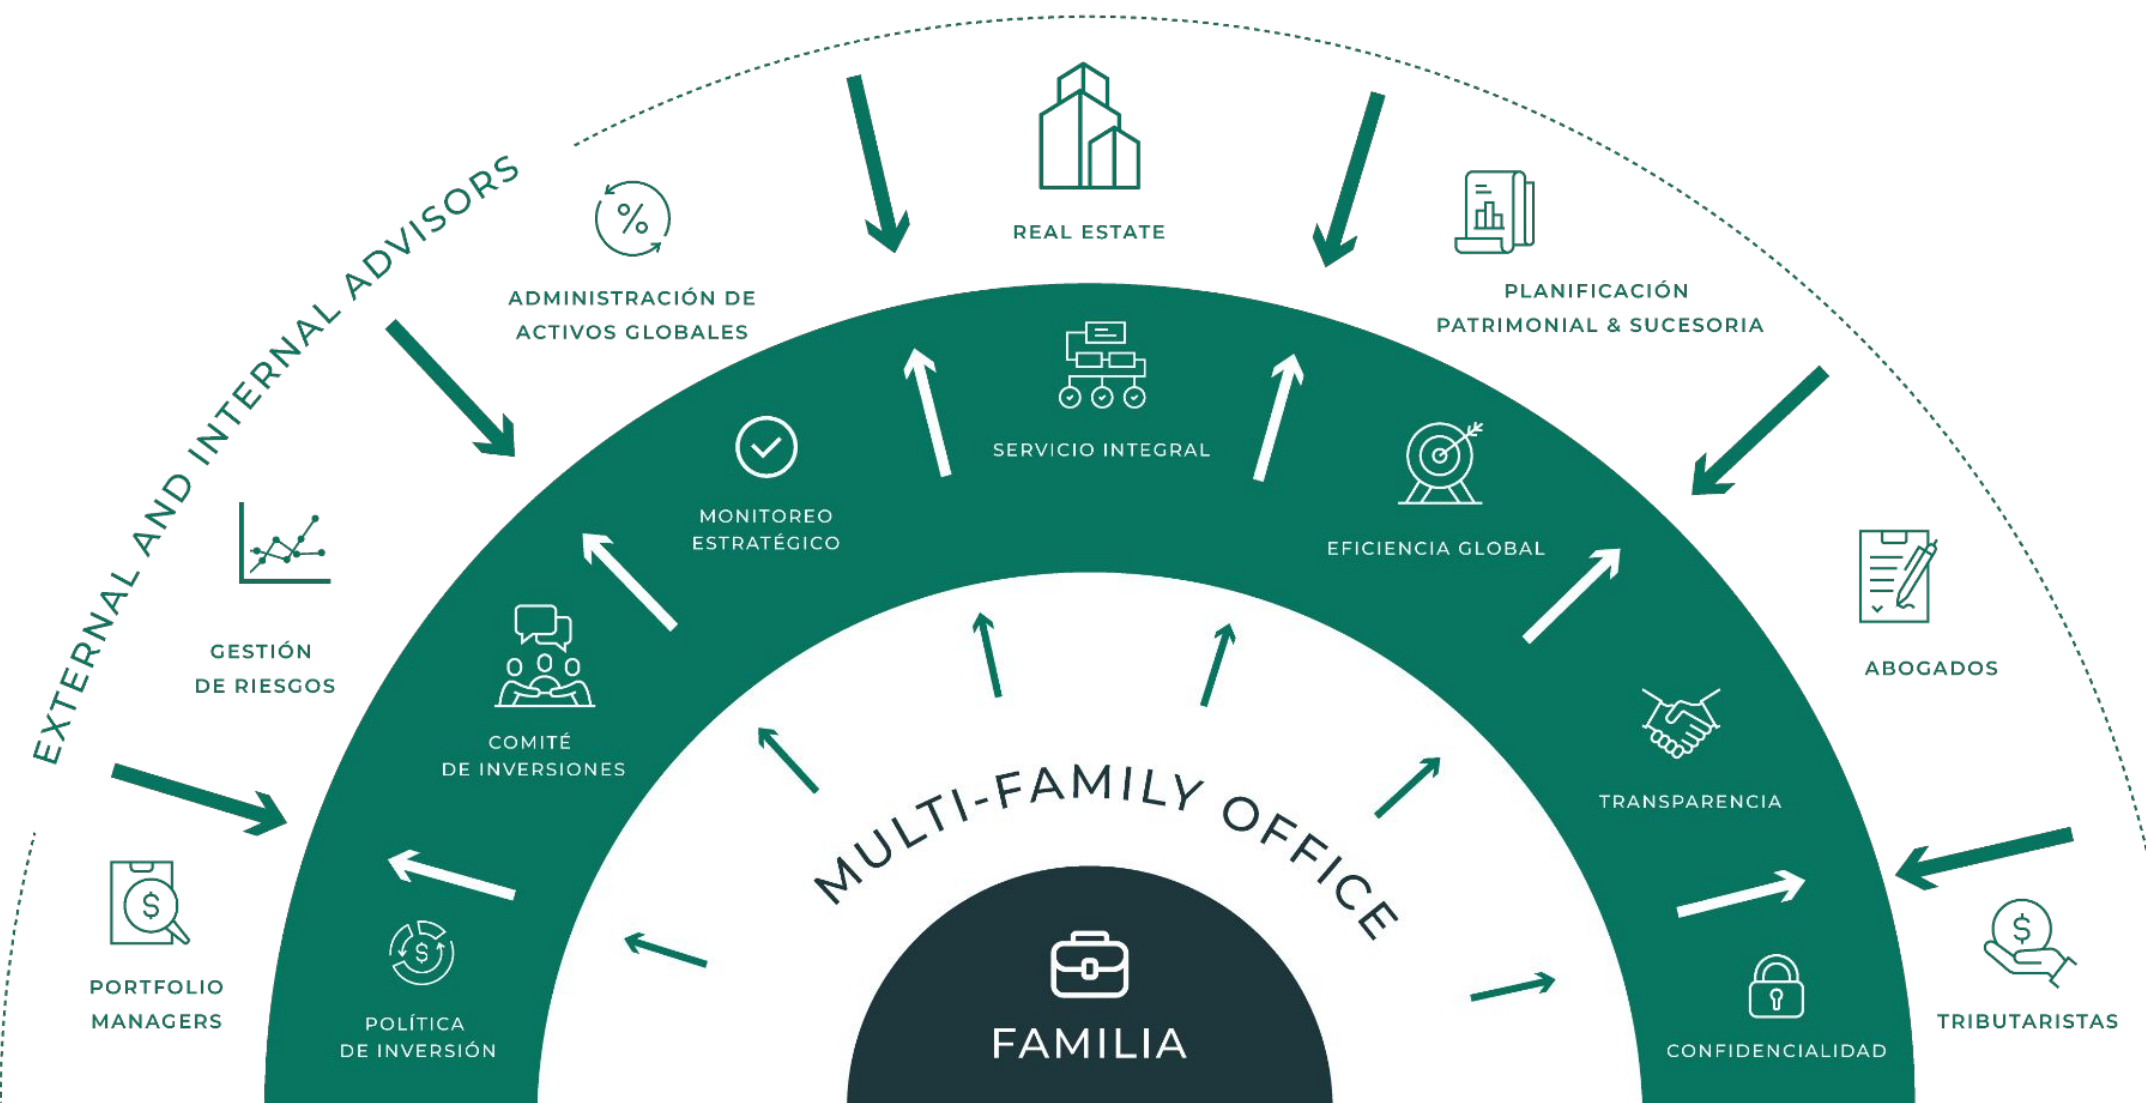 EXTERNAL AND INTERNAL ADVISORS
PORTFOLIO
MANAGERS
GESTIÓN
DE RIESGOS
ADMINISTRACIÓN DE
ACTIVOS GLOBALES
REAL ESTATE
PLANIFICACIÓN
PATRIMONIAL & SUCESORIA
ABOGADOS
TRIBUTARISTAS
POLÍTICA
DE INVERSIÓN
COMITÉ
DE INVERSIONES
MONITOREO
ESTRATÉGICO
SERVICIO INTEGRAL
EFICIENCIA GLOBAL
TRANSPARENCIA
CONFIDENCIALIDAD
MULTI-FAMILY OFFICE
FAMILIA